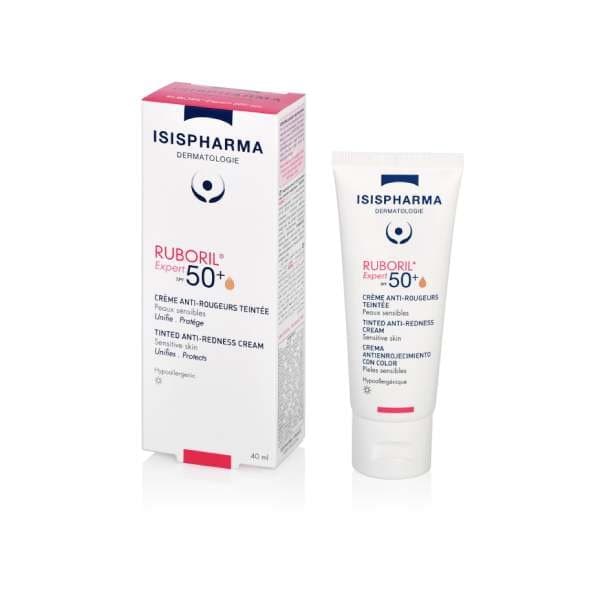 ISISPHARMA
DERMATOLOGIE
RUBORIL®
Expert
SPF 50+
CRÈME ANTI-ROUGEURS TEINTÉE
Peaux sensibles
Unifie . Protège
TINTED ANTI-REDNESS CREAM
Sensitive skin
Unifies . Protects
Hypoallergenic
40 ml
ISISPHARMA
DERMATOLOGIE
RUBORIL®
Expert
SPF 50+
CRÈME ANTI-ROUGEURS
TEINTÉE
Peaux sensibles
TINTED ANTI-REDNESS
CREAM
Sensitive skin
CREMA
ANTIENROJECIMIENTO
CON COLOR
Pieles sensibles
Hypoallergénique